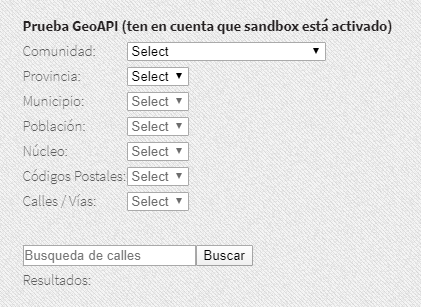 Prueba GeoAPI (ten en cuenta que sandbox está activado)
Comunidad: Select
Provincia: Select
Municipio: Select
Población: Select
Núcleo: Select
Códigos Postales: Select
Calles / Vías: Select
Busqueda de calles Buscar
Resultados: